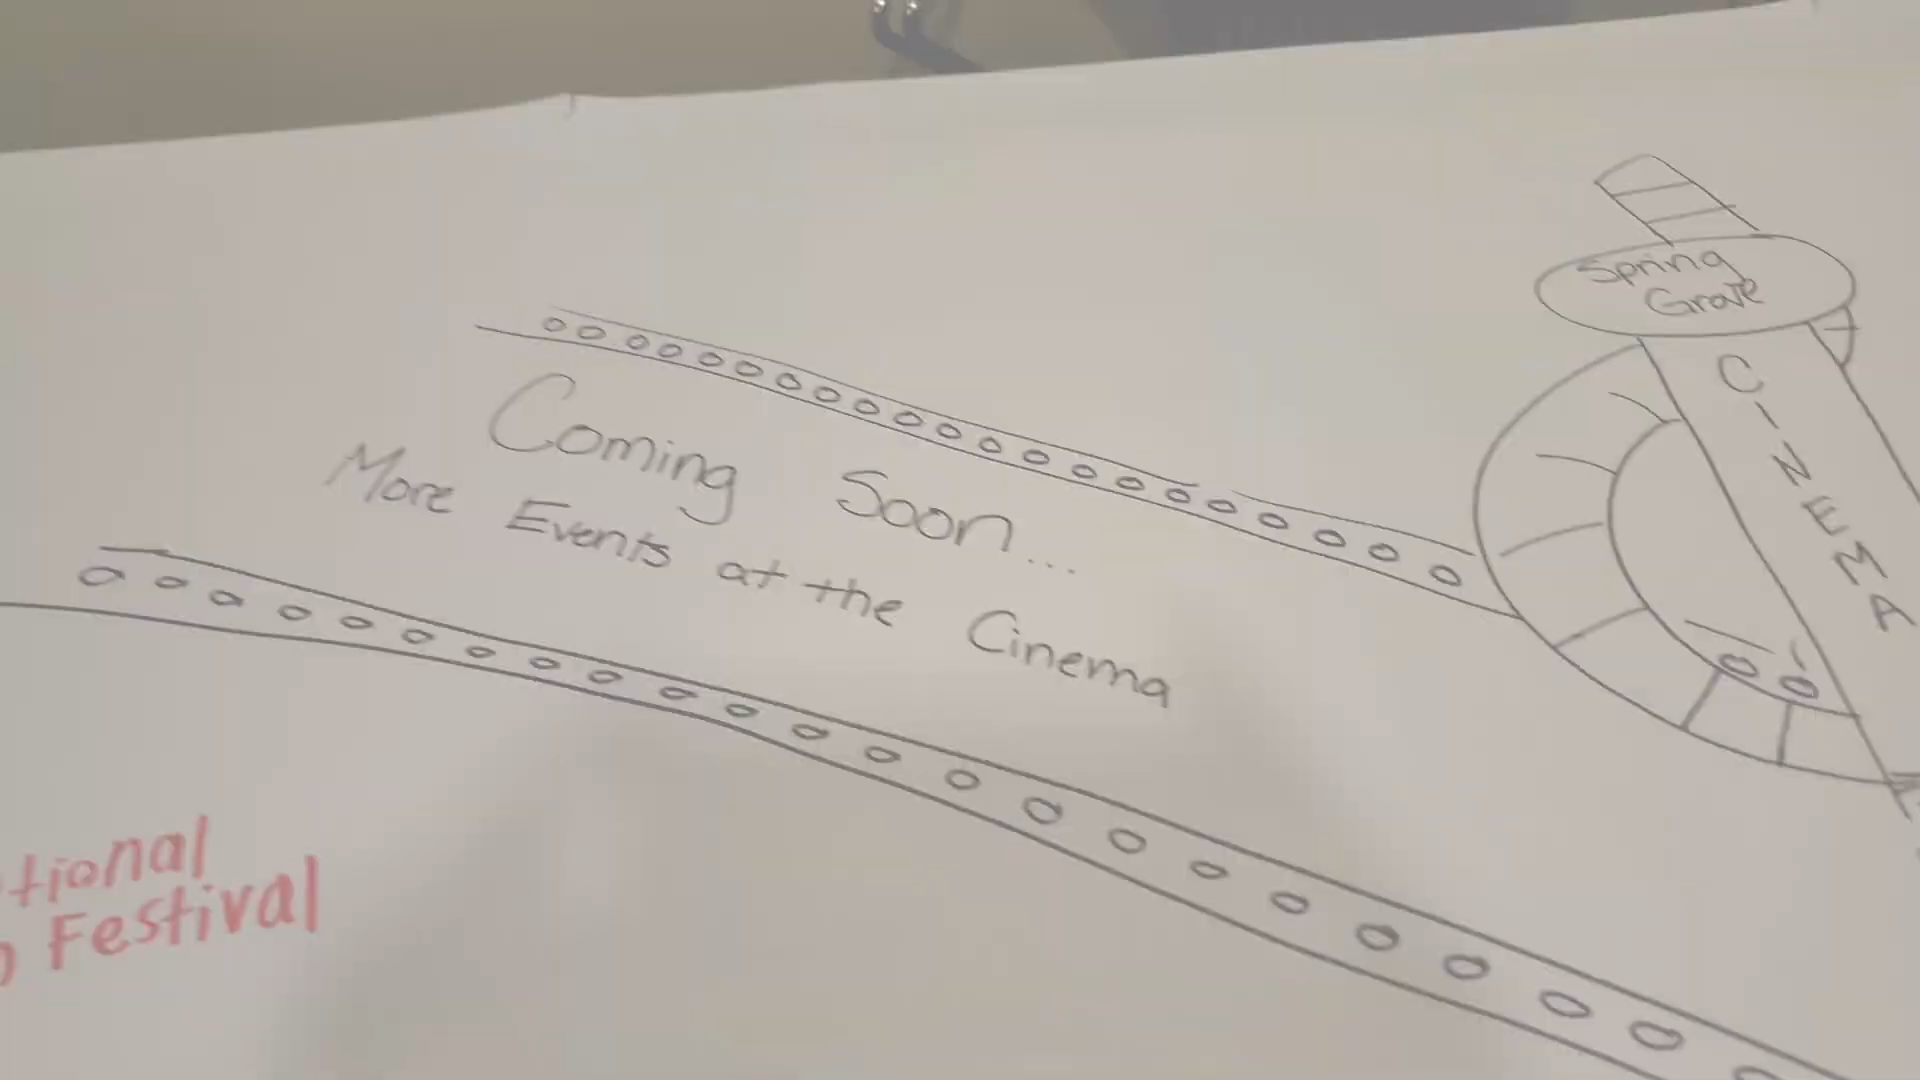 Spring
Grove
CINEMA
Coming Soon...
More Events at the Cinema
tional
Festival